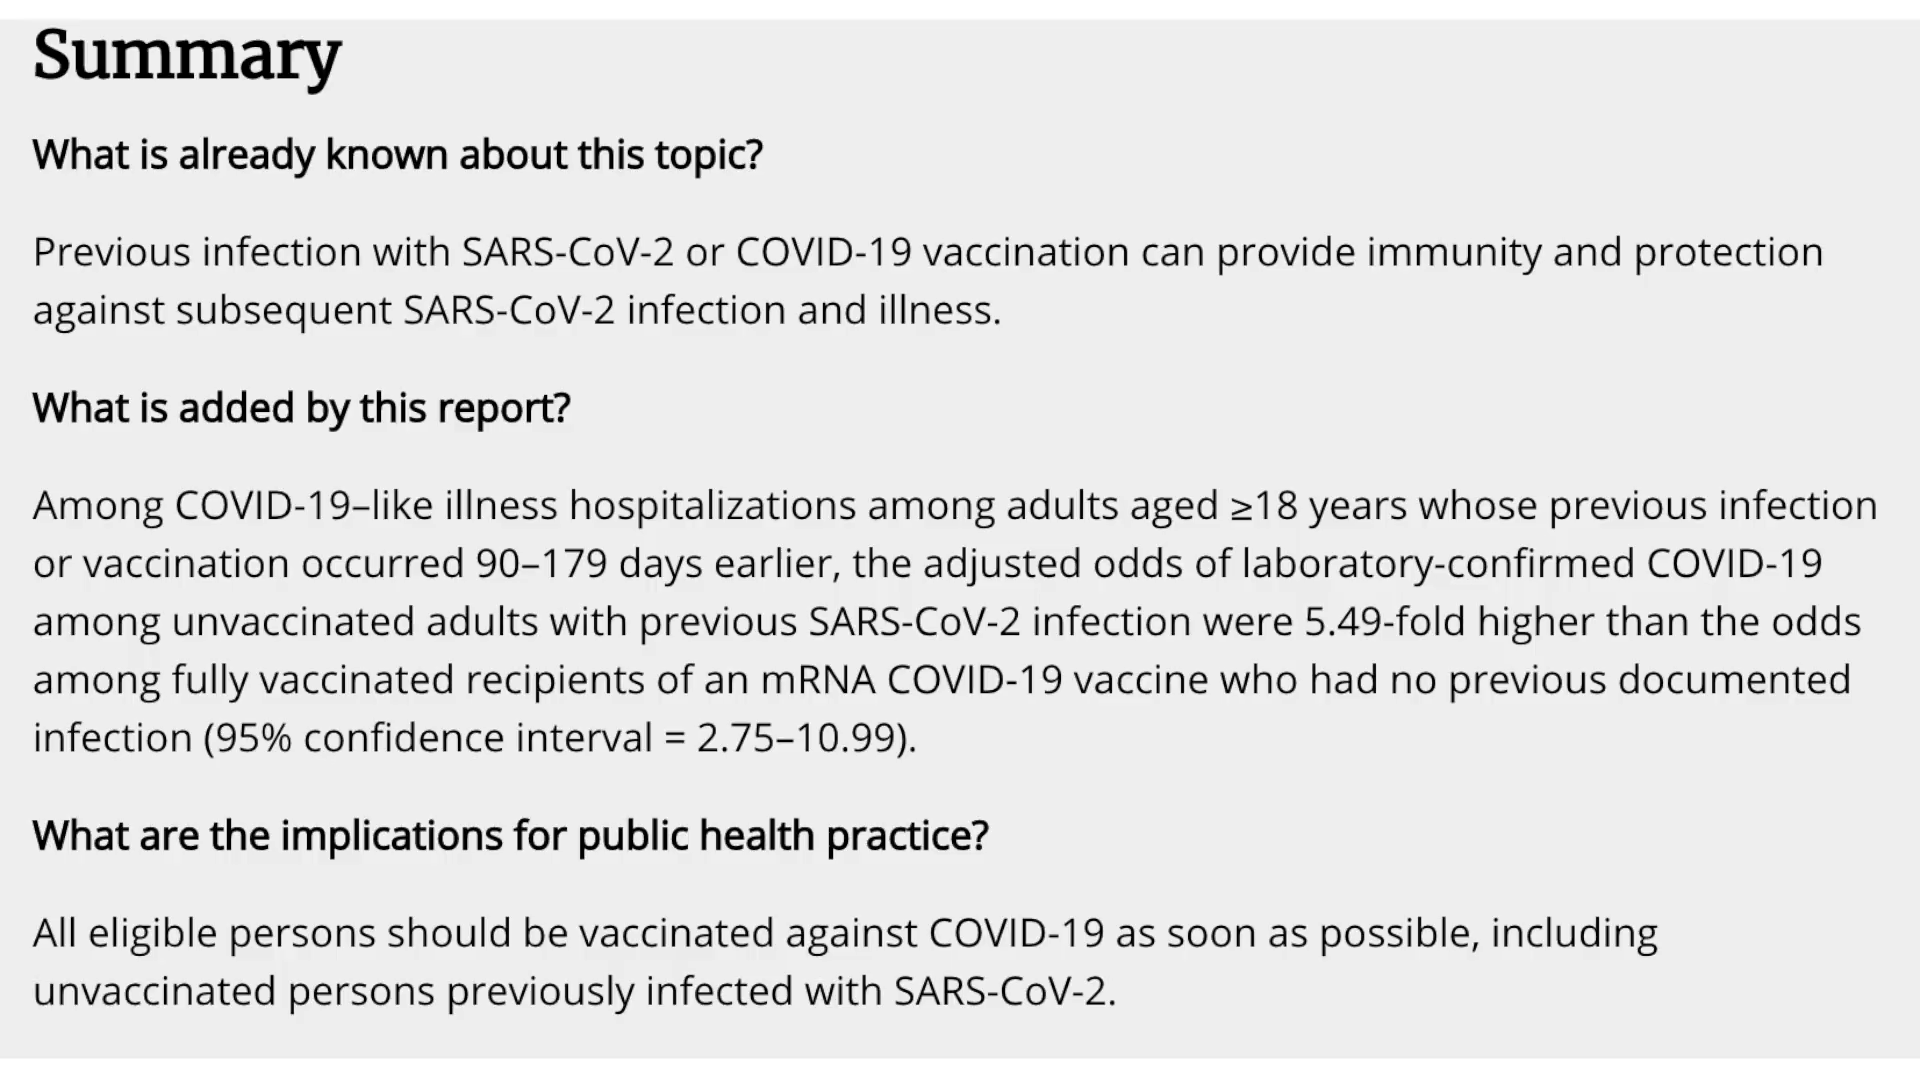 Summary
What is already known about this topic?
Previous infection with SARS-CoV-2 or COVID-19 vaccination can provide immunity and protection
against subsequent SARS-CoV-2 infection and illness.
What is added by this report?
Among COVID-19–like illness hospitalizations among adults aged ≥18 years whose previous infection
or vaccination occurred 90–179 days earlier, the adjusted odds of laboratory-confirmed COVID-19
among unvaccinated adults with previous SARS-CoV-2 infection were 5.49-fold higher than the odds
among fully vaccinated recipients of an mRNA COVID-19 vaccine who had no previous documented
infection (95% confidence interval = 2.75–10.99).
What are the implications for public health practice?
All eligible persons should be vaccinated against COVID-19 as soon as possible, including
unvaccinated persons previously infected with SARS-CoV-2.